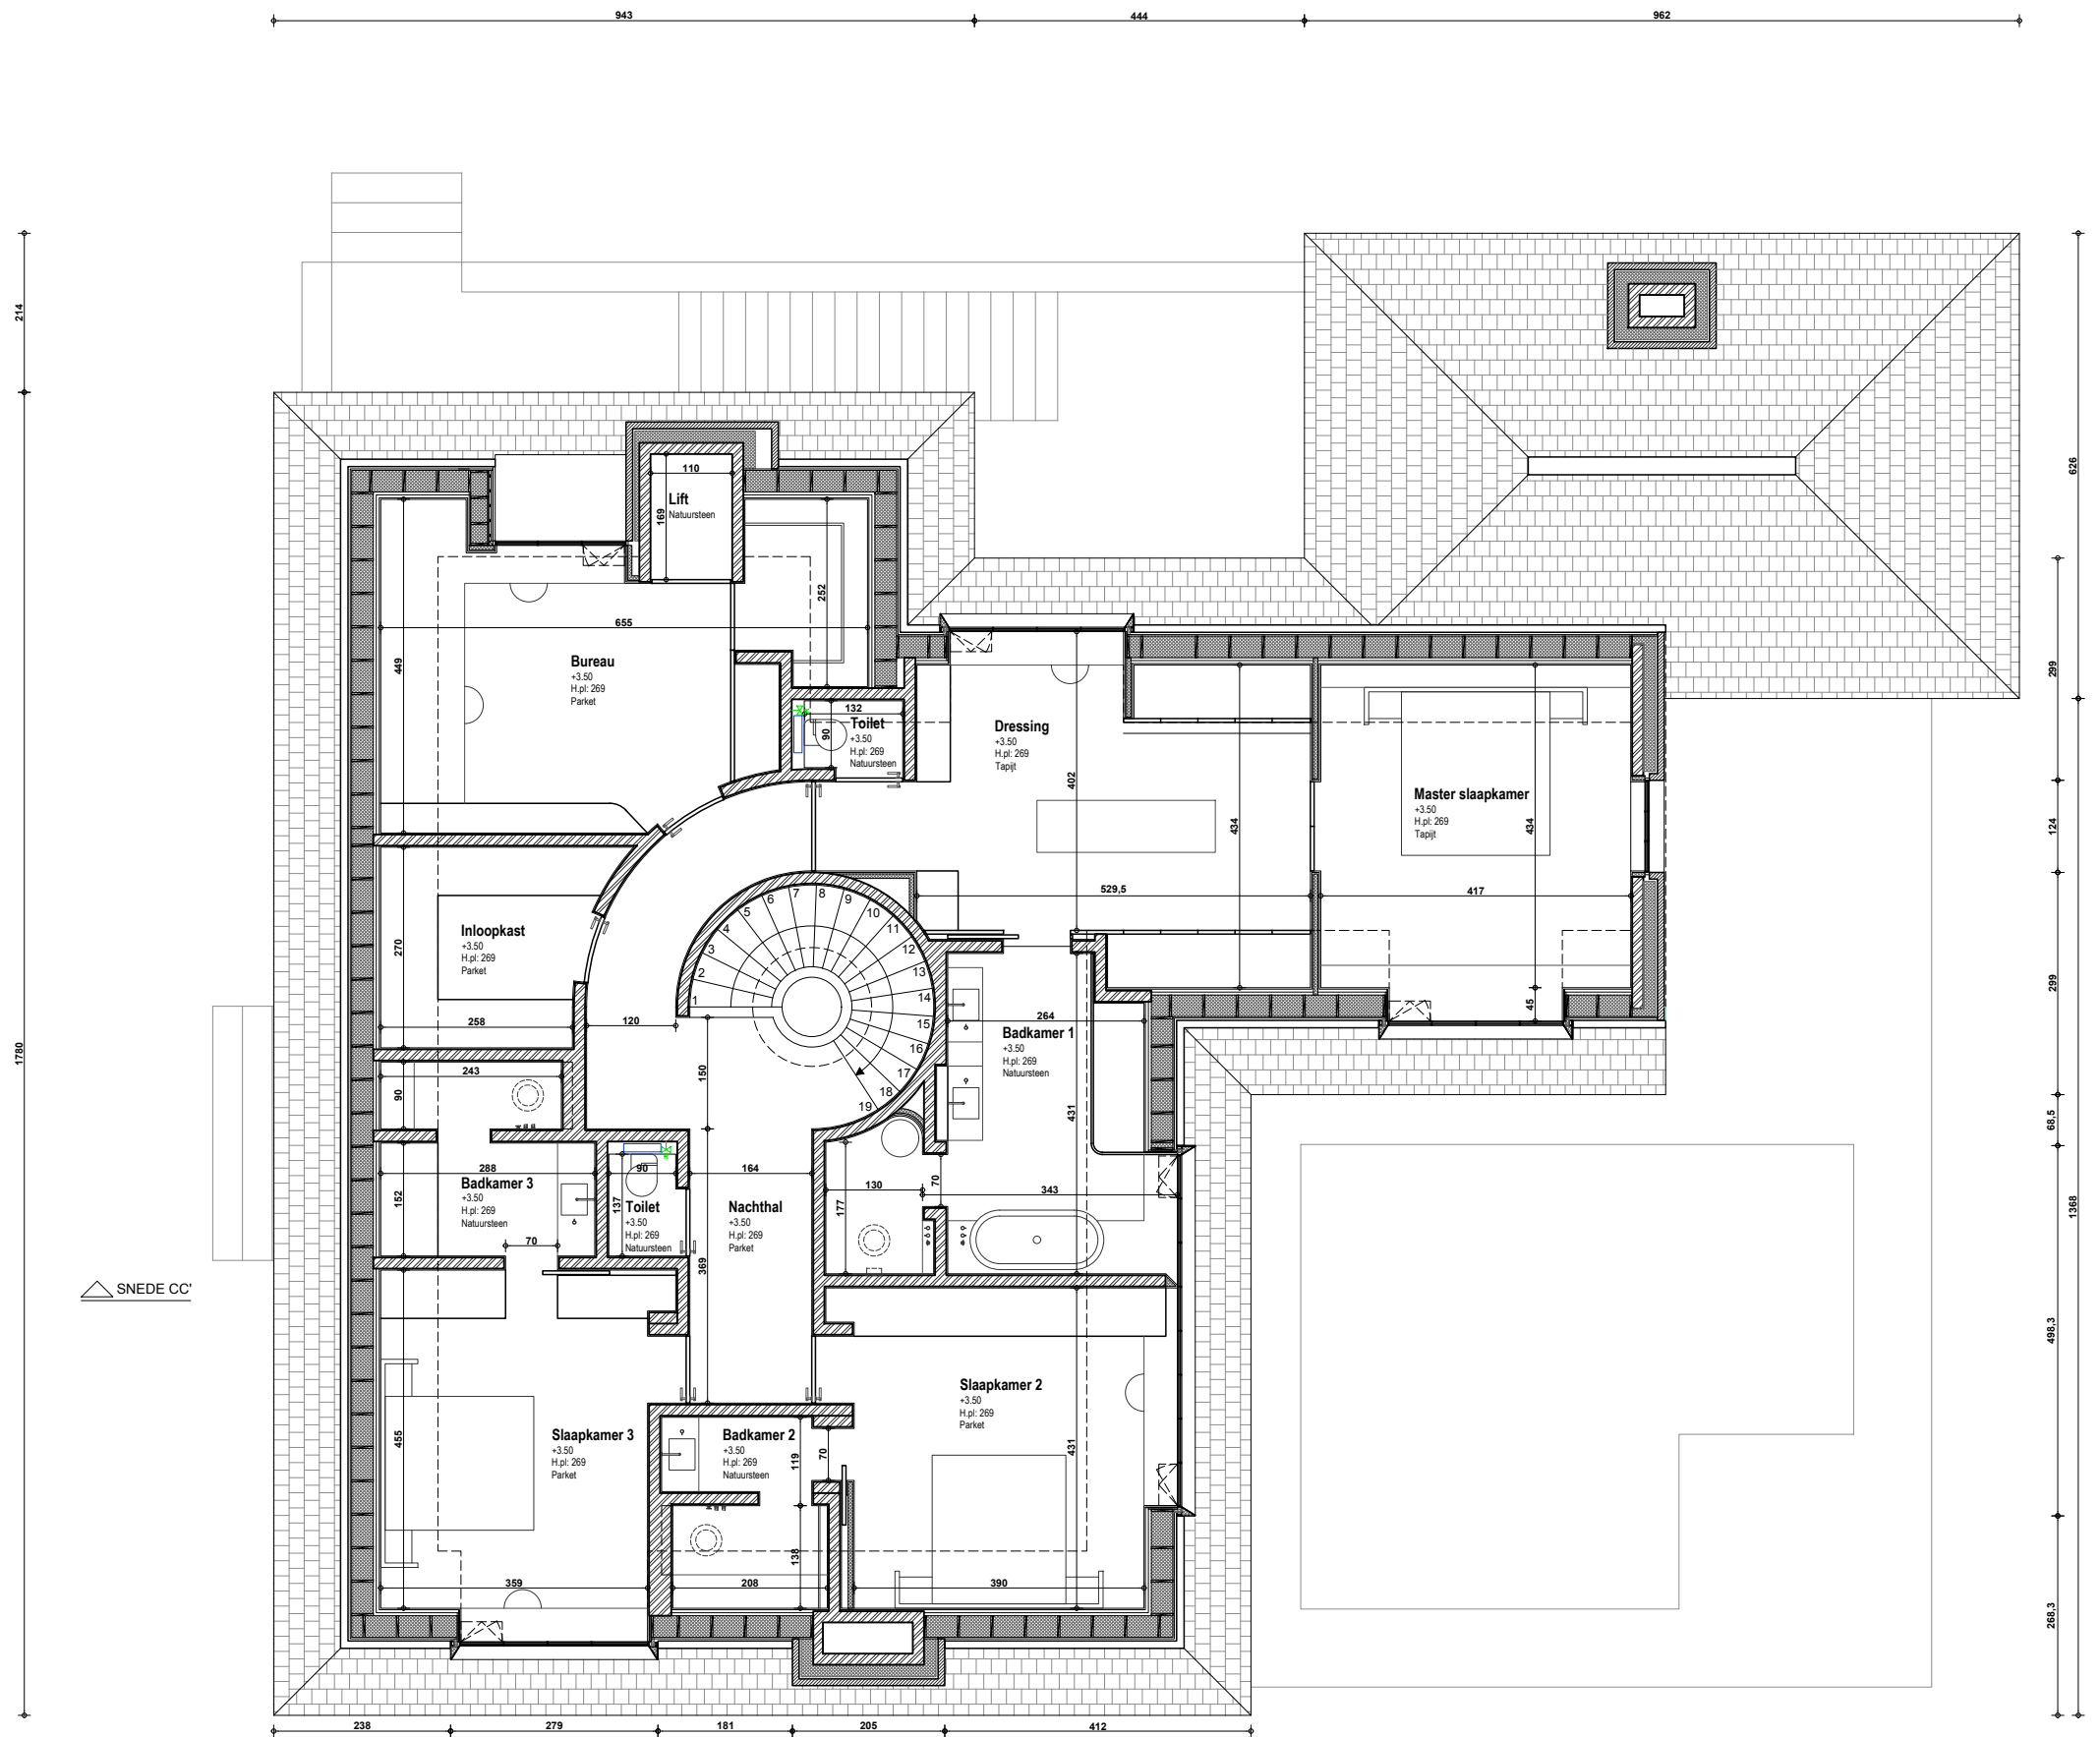 943
444
962
214
1780
626
1368
299
124
299
68,5
498,3
268,3
110
Lift
Natuursteen
169
252
655
449
Bureau
+3.50
H.pl: 269
Parket
132
90
Toilet
+3.50
H.pl: 269
Natuursteen
Dressing
+3.50
H.pl: 269
Tapijt
402
434
529,5
Master slaapkamer
+3.50
H.pl: 269
Tapijt
434
417
45
Inloopkast
+3.50
H.pl: 269
Parket
270
258
120
1
2
3
4
5
6
7
8
9
10
11
12
13
14
15
16
17
18
19
150
264
Badkamer 1
+3.50
H.pl: 269
Natuursteen
431
243
90
288
152
Badkamer 3
+3.50
H.pl: 269
Natuursteen
70
90
137
Toilet
+3.50
H.pl: 269
Natuursteen
164
Nachthal
+3.50
H.pl: 269
Parket
369
130
177
70
343
SNEDE CC'
Slaapkamer 3
+3.50
H.pl: 269
Parket
455
359
Badkamer 2
+3.50
H.pl: 269
Natuursteen
119
70
138
208
Slaapkamer 2
+3.50
H.pl: 269
Parket
431
390
238
279
181
205
412